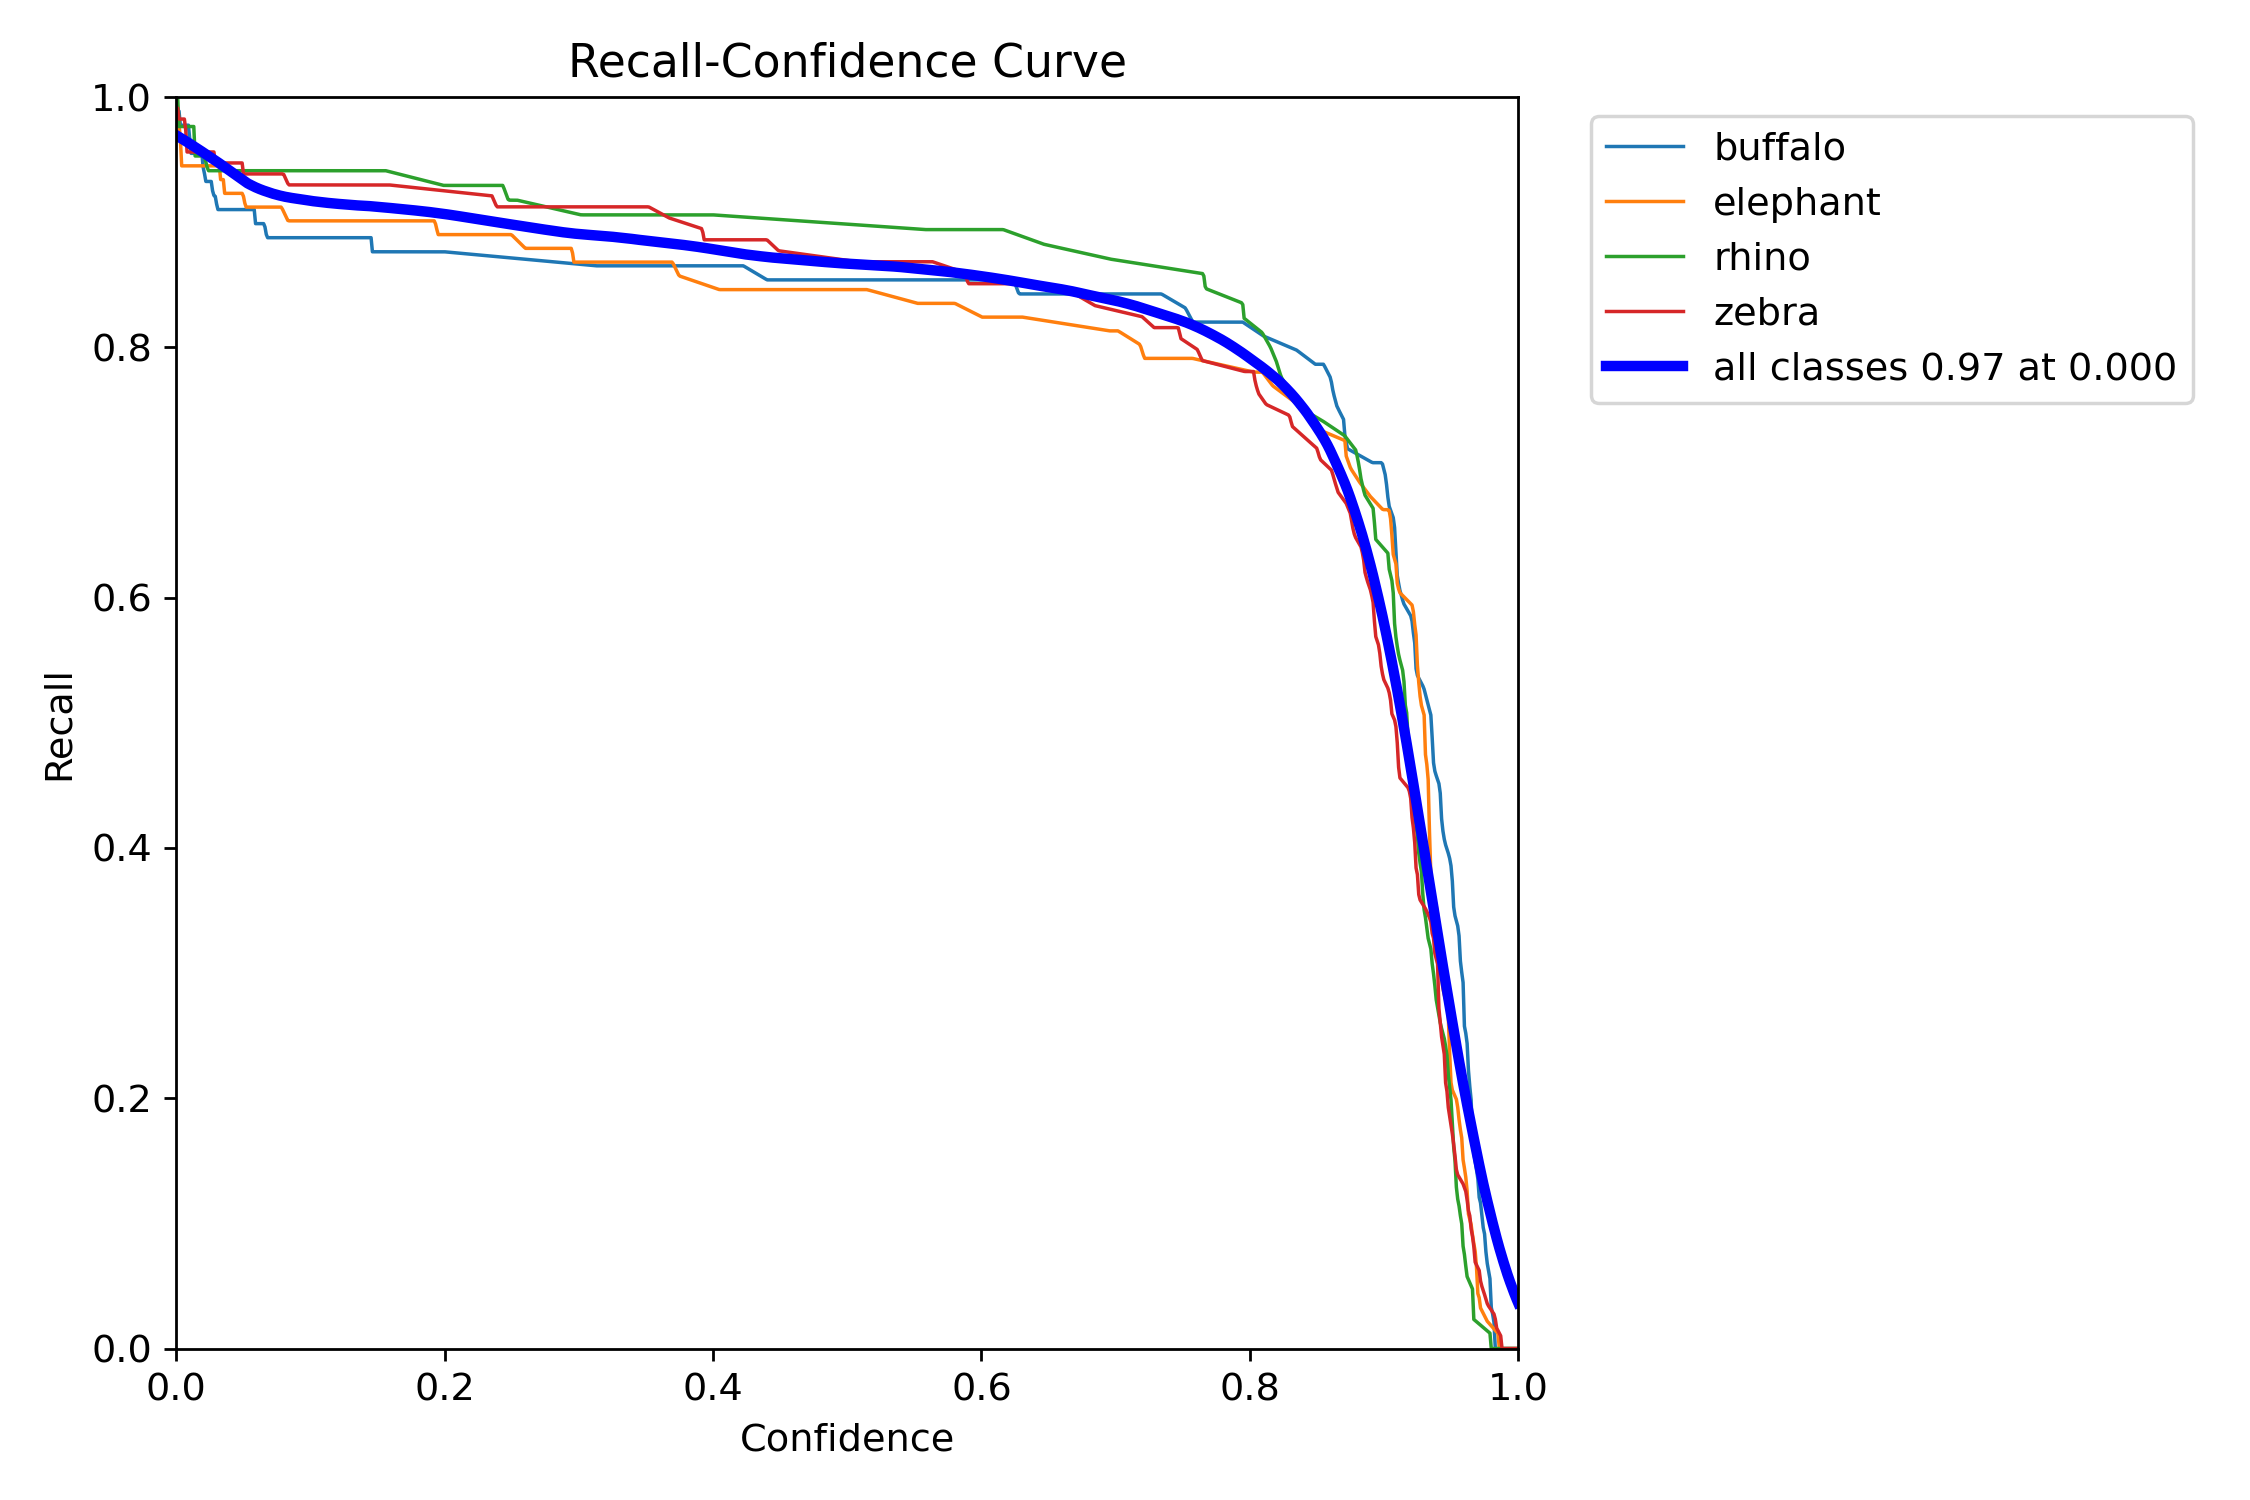 Recall-Confidence Curve
1.0
0.8
0.6
0.4
0.2
0.0
Recall
0.0 0.2 0.4 0.6 0.8 1.0
Confidence
buffalo
elephant
rhino
zebra
all classes 0.97 at 0.000